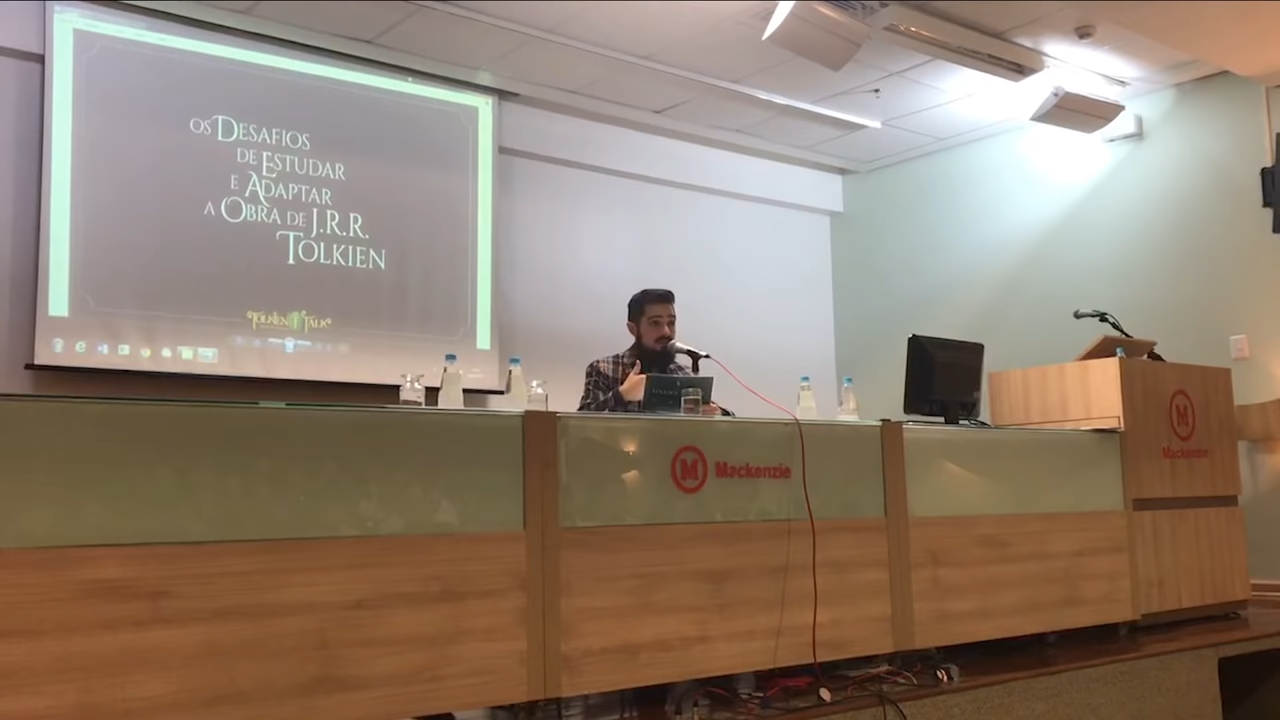 OS DESAFIOS
DE ESTUDAR
E ADAPTAR
A OBRA DE J.R.R.
TOLKIEN
TOLKIEN TALK
M Mackenzie
M
Mackenzie